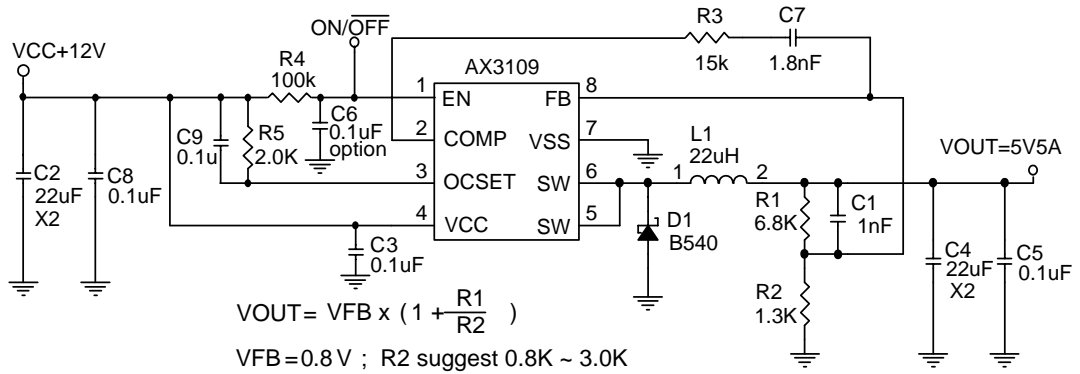 ON/OFF
VCC+12V
R3
15k
C7
1.8nF
R4
100k
AX3109
1
EN
FB
8
C6
0.1uF
option
C9
0.1u
R5
2.0K
2
COMP
VSS
7
L1
22uH
VOUT=5V5A
C2
22uF
X2
C8
0.1uF
3
OCSET
SW
6
1
2
4
VCC
SW
5
D1
B540
R1
6.8K
C1
1nF
C3
0.1uF
C4
22uF
X2
C5
0.1uF
R2
1.3K
VOUT= VFB x ( 1 + R1
R2 )
VFB=0.8V ; R2 suggest 0.8K ~ 3.0K